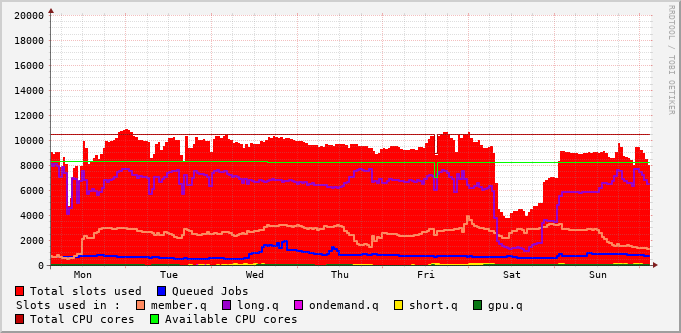 20000
18000
16000
14000
12000
10000
8000
6000
4000
2000
0
Mon Tue Wed Thu Fri Sat Sun
RRDTOOL / TOBI OETIKER
Total slots used Queued Jobs
Slots used in : member.q long.q ondemand.q short.q gpu.q
Total CPU cores Available CPU cores